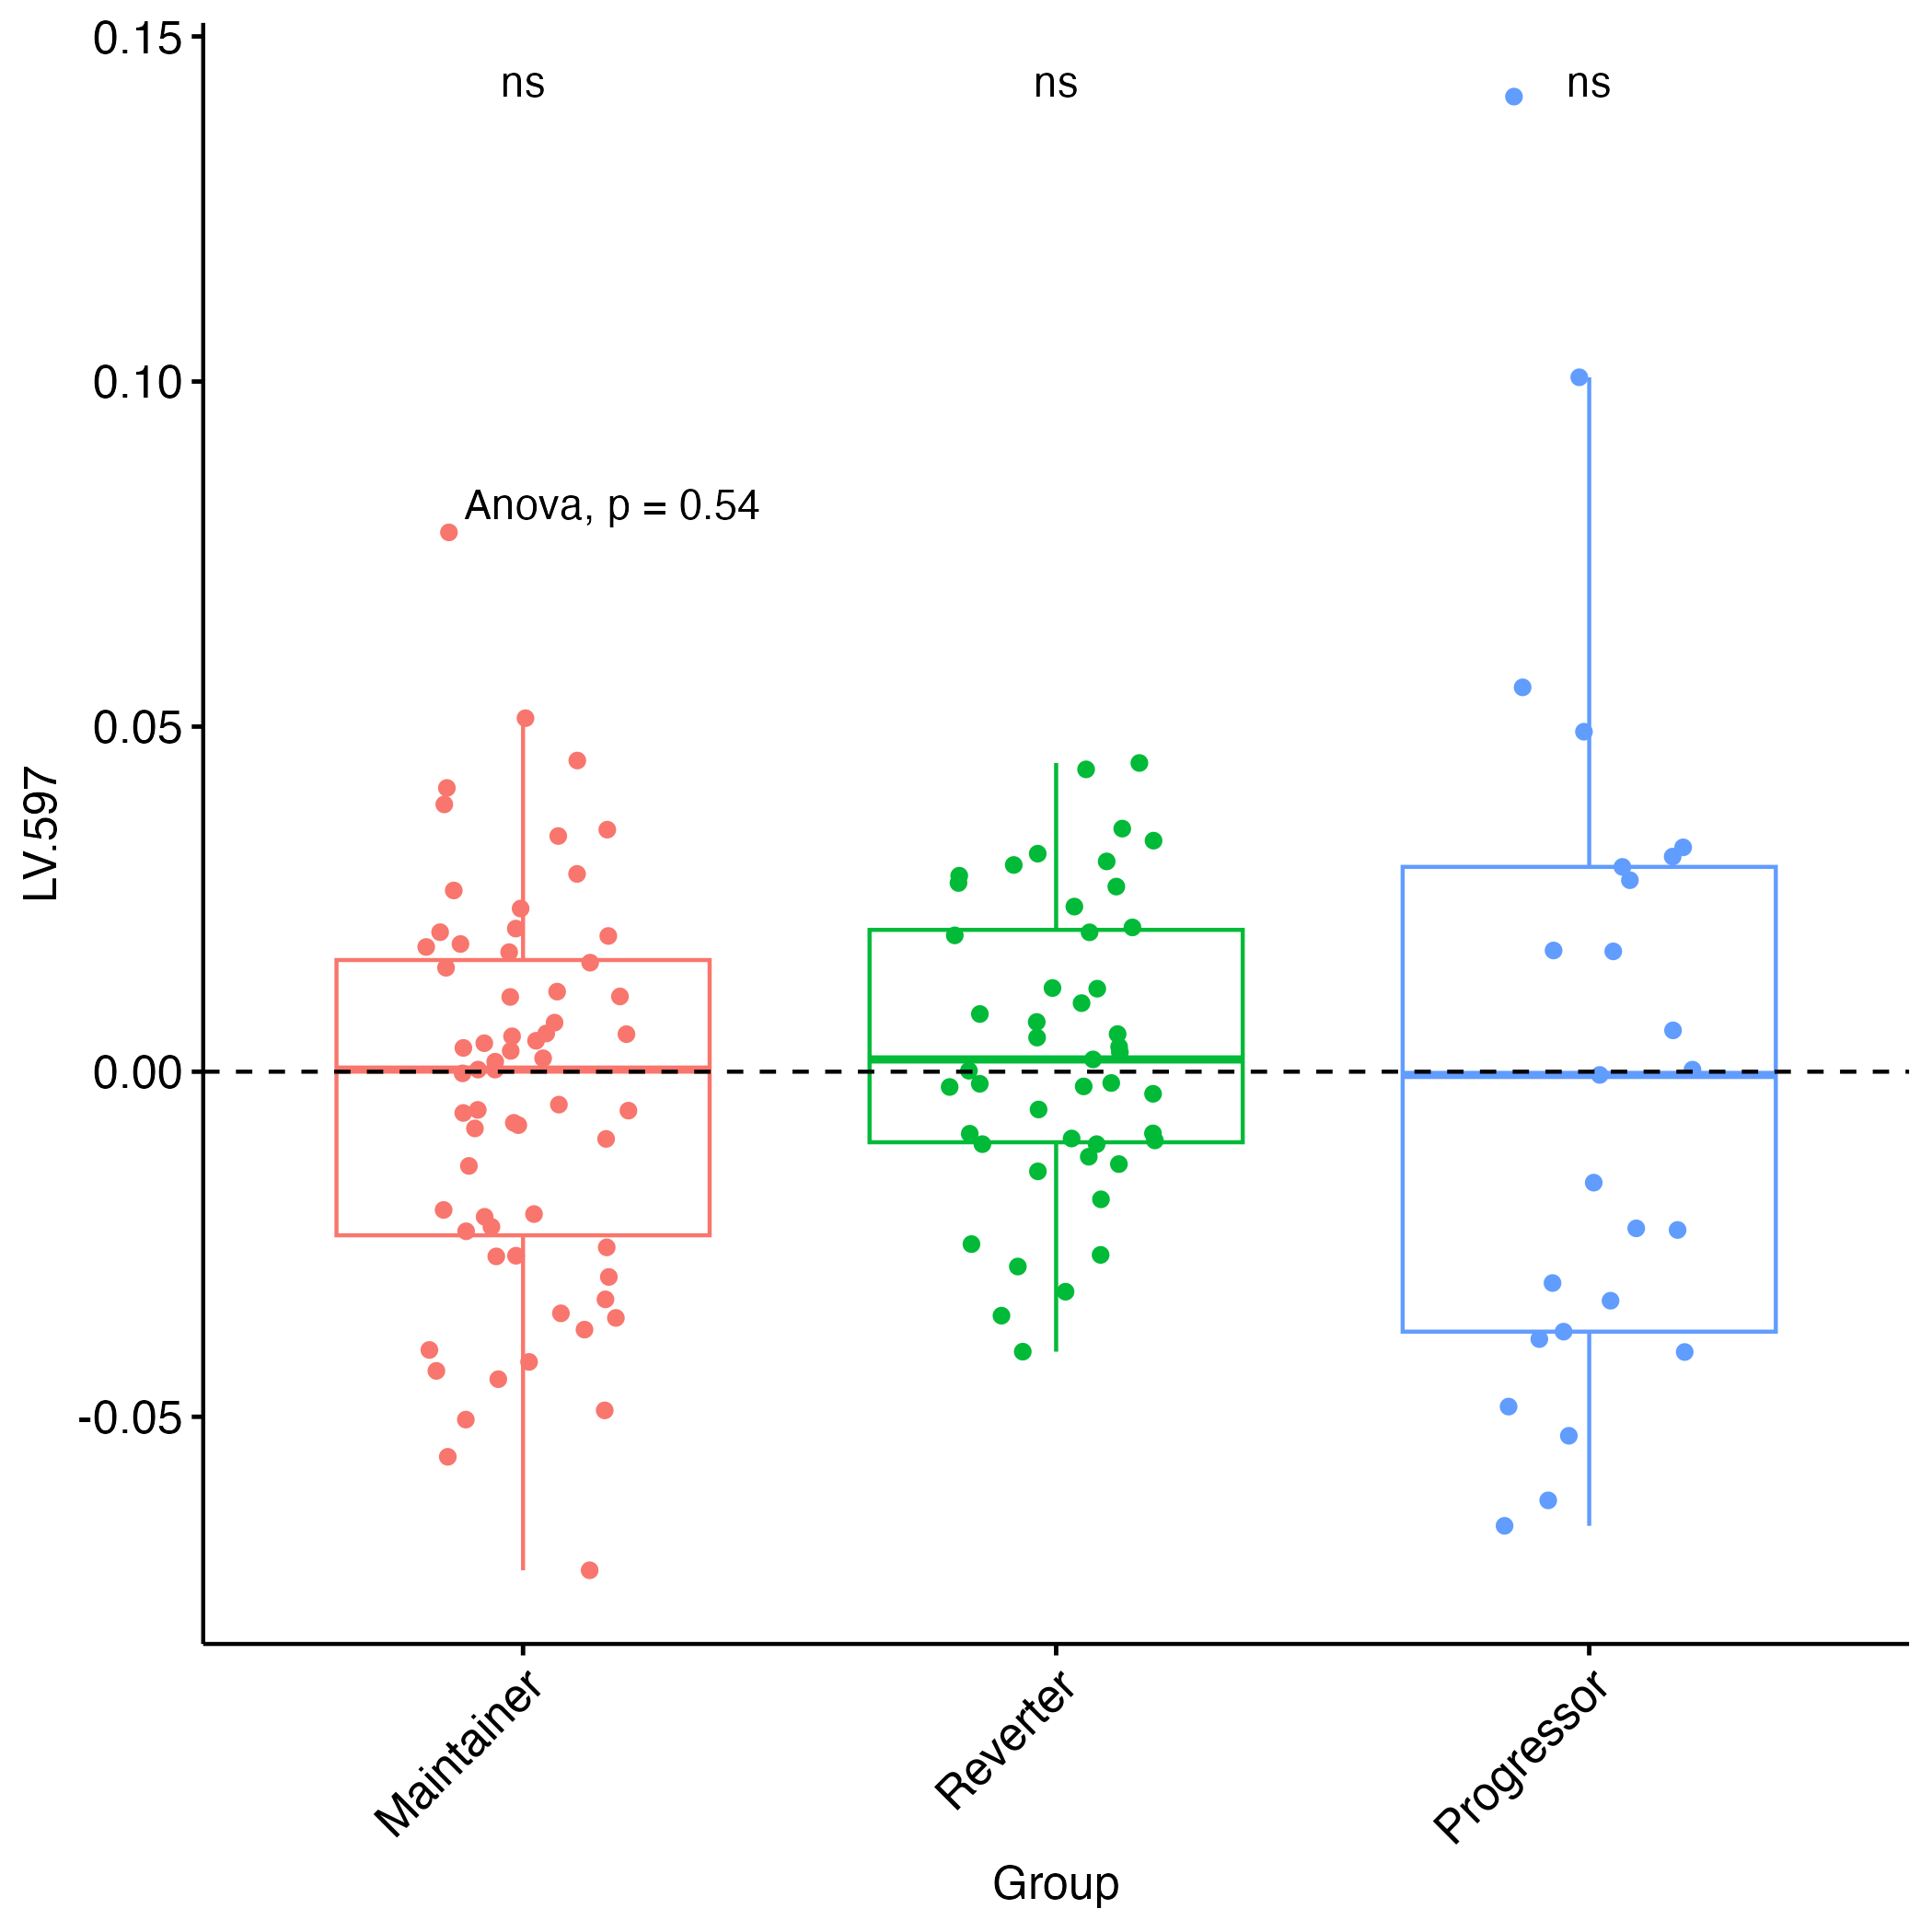 0.15
ns ns ns
0.10
Anova, p = 0.54
0.05
LV.597
0.00
-0.05
Maintainer Reverter Progressor
Group